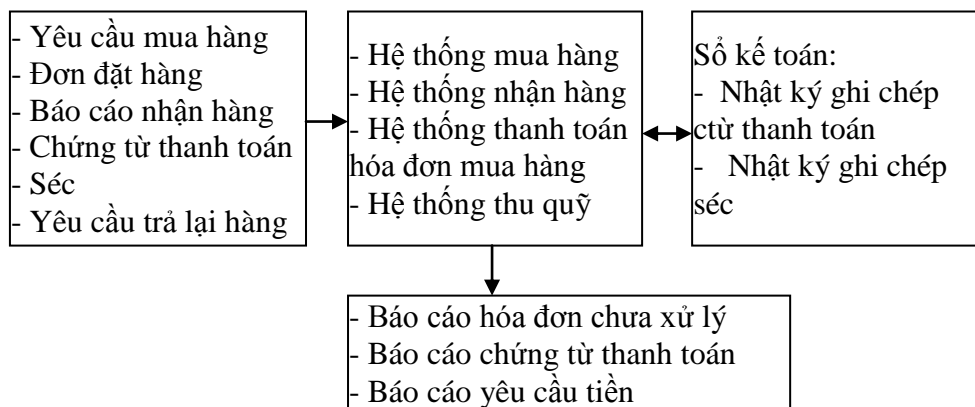 - Yêu cầu mua hàng
- Đơn đặt hàng
- Báo cáo nhận hàng
- Chứng từ thanh toán
- Séc
- Yêu cầu trả lại hàng
- Hệ thống mua hàng
- Hệ thống nhận hàng
- Hệ thống thanh toán
hóa đơn mua hàng
- Hệ thống thu quỹ
Sổ kế toán:
- Nhật ký ghi chép
ctừ thanh toán
- Nhật ký ghi chép
séc
- Báo cáo hóa đơn chưa xử lý
- Báo cáo chứng từ thanh toán
- Báo cáo yêu cầu tiền